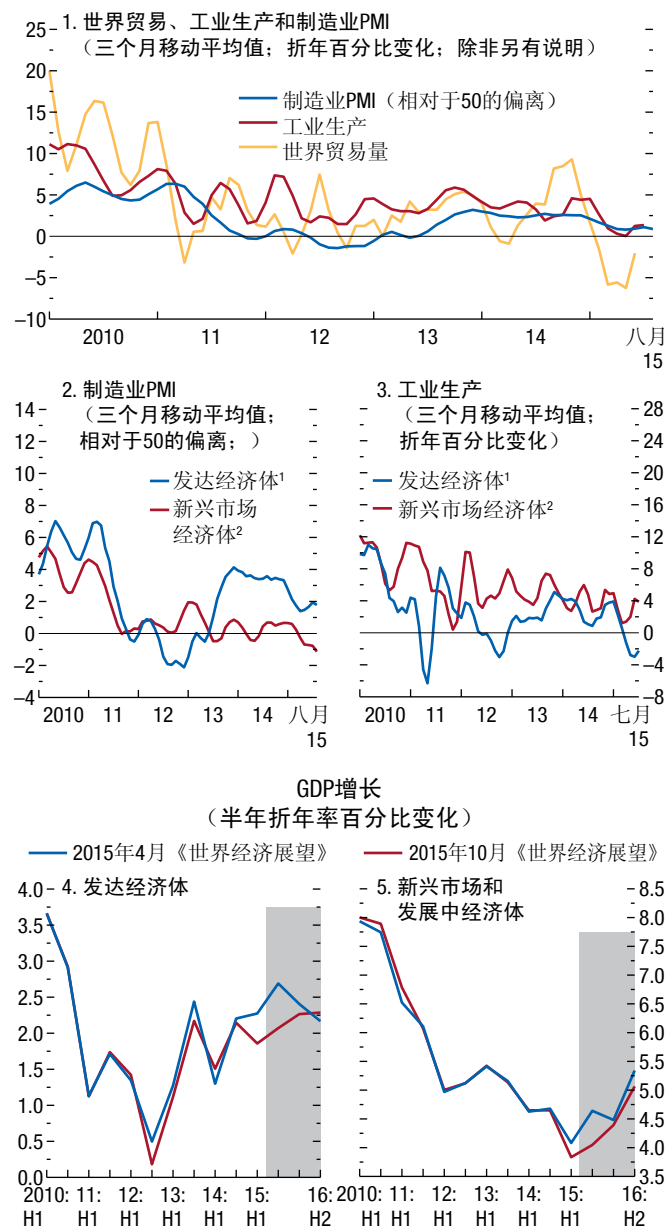 1. 世界贸易、工业生产和制造业PMI
（三个月移动平均值；折年百分比变化；除非另有说明）
25
20
15
10
5
0
–5
–10
制造业PMI（相对于50的偏离）
工业生产
世界贸易量
2010
11
12
13
14
八月
15
2. 制造业PMI
（三个月移动平均值；
相对于50的偏离；）
14
12
10
8
6
4
2
0
–2
–4
发达经济体¹
新兴市场
经济体²
2010
11
12
13
14
八月
15
3. 工业生产
（三个月移动平均值；
折年百分比变化）
28
24
20
16
12
8
4
0
–4
–8
发达经济体¹
新兴市场经济体²
2010
11
12
13
14
七月
15
GDP增长
（半年折年率百分比变化）
2015年4月《世界经济展望》
2015年10月《世界经济展望》
4. 发达经济体
4.0
3.5
3.0
2.5
2.0
1.5
1.0
0.5
0.0
2010: 11: 12: 13: 14: 15: 16:
H1 H1 H1 H1 H1 H1 H2
5. 新兴市场和
发展中经济体
8.5
8.0
7.5
7.0
6.5
6.0
5.5
5.0
4.5
4.0
3.5
2010: 11: 12: 13: 14: 15: 16:
H1 H1 H1 H1 H1 H1 H2